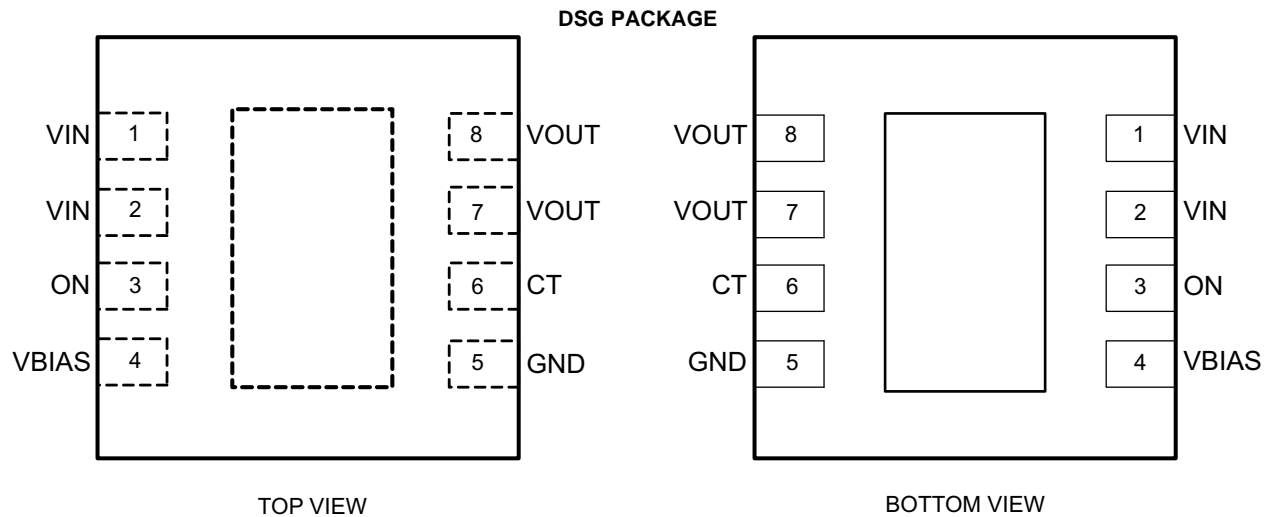 DSG PACKAGE
VIN 1 8 VOUT
VIN 2 7 VOUT
ON 3 6 CT
VBIAS 4 5 GND
TOP VIEW
VOUT 8 1 VIN
VOUT 7 2 VIN
CT 6 3 ON
GND 5 4 VBIAS
BOTTOM VIEW